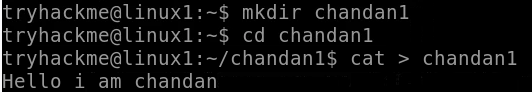 tryhackme@linux1:~$ mkdir chandan1
tryhackme@linux1:~$ cd chandan1
tryhackme@linux1:~/chandan1$ cat > chandan1
Hello i am chandan